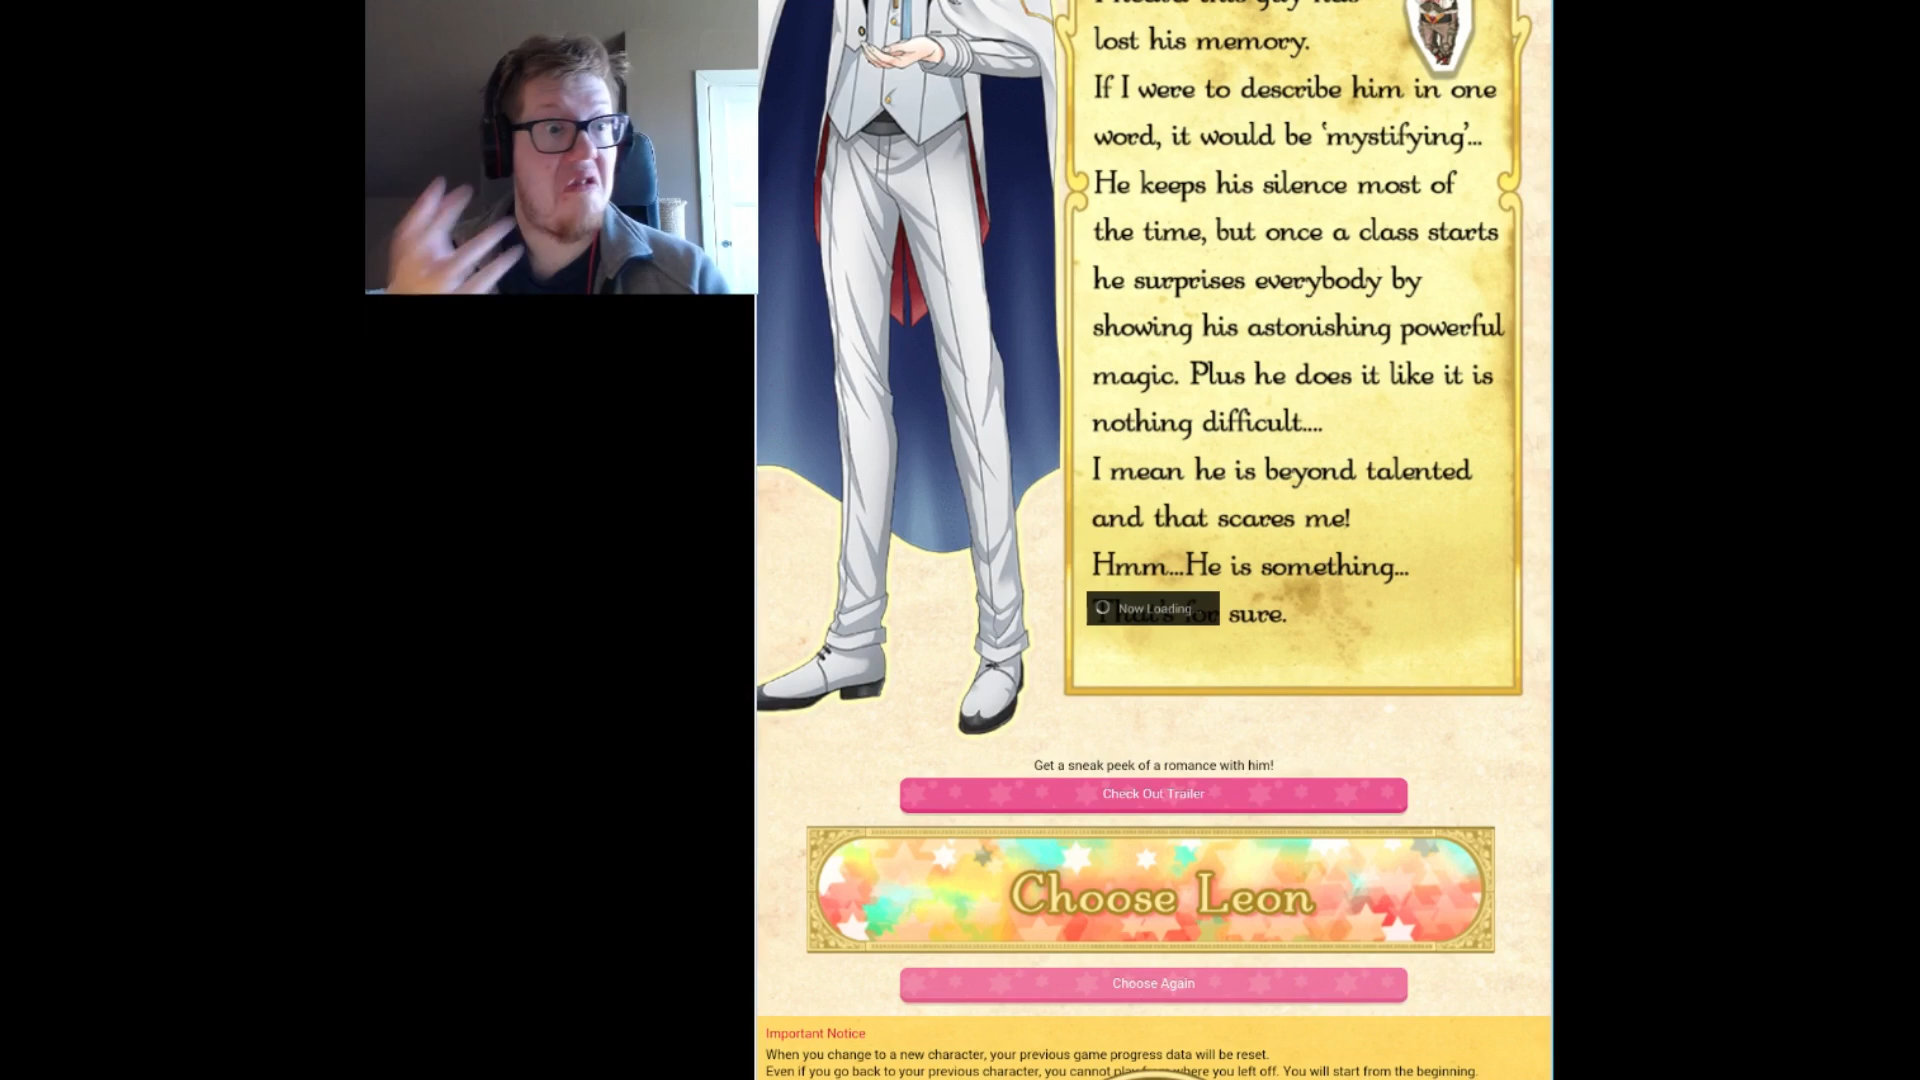 lost his memory.
If I were to describe him in one
word, it would be 'mystifying'...
He keeps his silence most of
the time, but once a class starts
he surprises everybody by
showing his astonishing powerful
magic. Plus he does it like it is
nothing difficult....
I mean he is beyond talented
and that scares me!
Hmm...He is something...
That's for sure.
Now Loading...
Get a sneak peek of a romance with him!
Check Out Trailer
Choose Leon
Choose Again
Important Notice
When you change to a new character, your previous game progress data will be reset.
Even if you go back to your previous character, you cannot play from where you left off. You will start from the beginning.